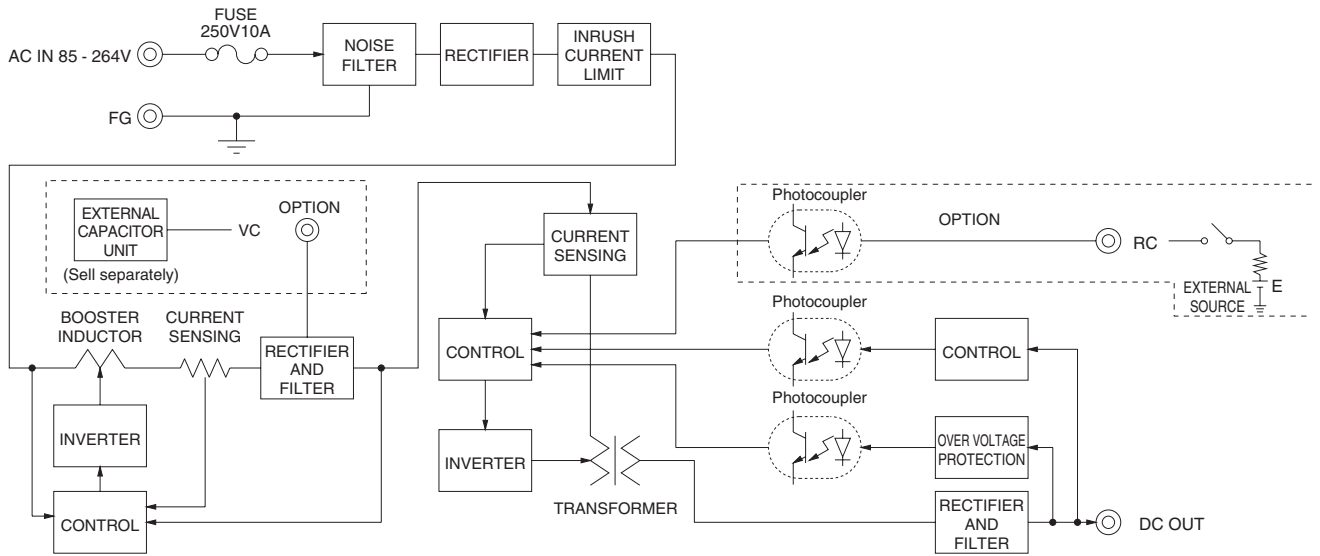 FUSE
250V10A
AC IN 85 - 264V
NOISE
FILTER
RECTIFIER
INRUSH
CURRENT
LIMIT
FG
EXTERNAL
CAPACITOR
UNIT
(Sell separately)
VC
OPTION
CURRENT
SENSING
Photocoupler
OPTION
RC
EXTERNAL
SOURCE
E
BOOSTER
INDUCTOR
CURRENT
SENSING
RECTIFIER
AND
FILTER
CONTROL
Photocoupler
CONTROL
INVERTER
Photocoupler
OVER VOLTAGE
PROTECTION
INVERTER
TRANSFORMER
CONTROL
RECTIFIER
AND
FILTER
DC OUT